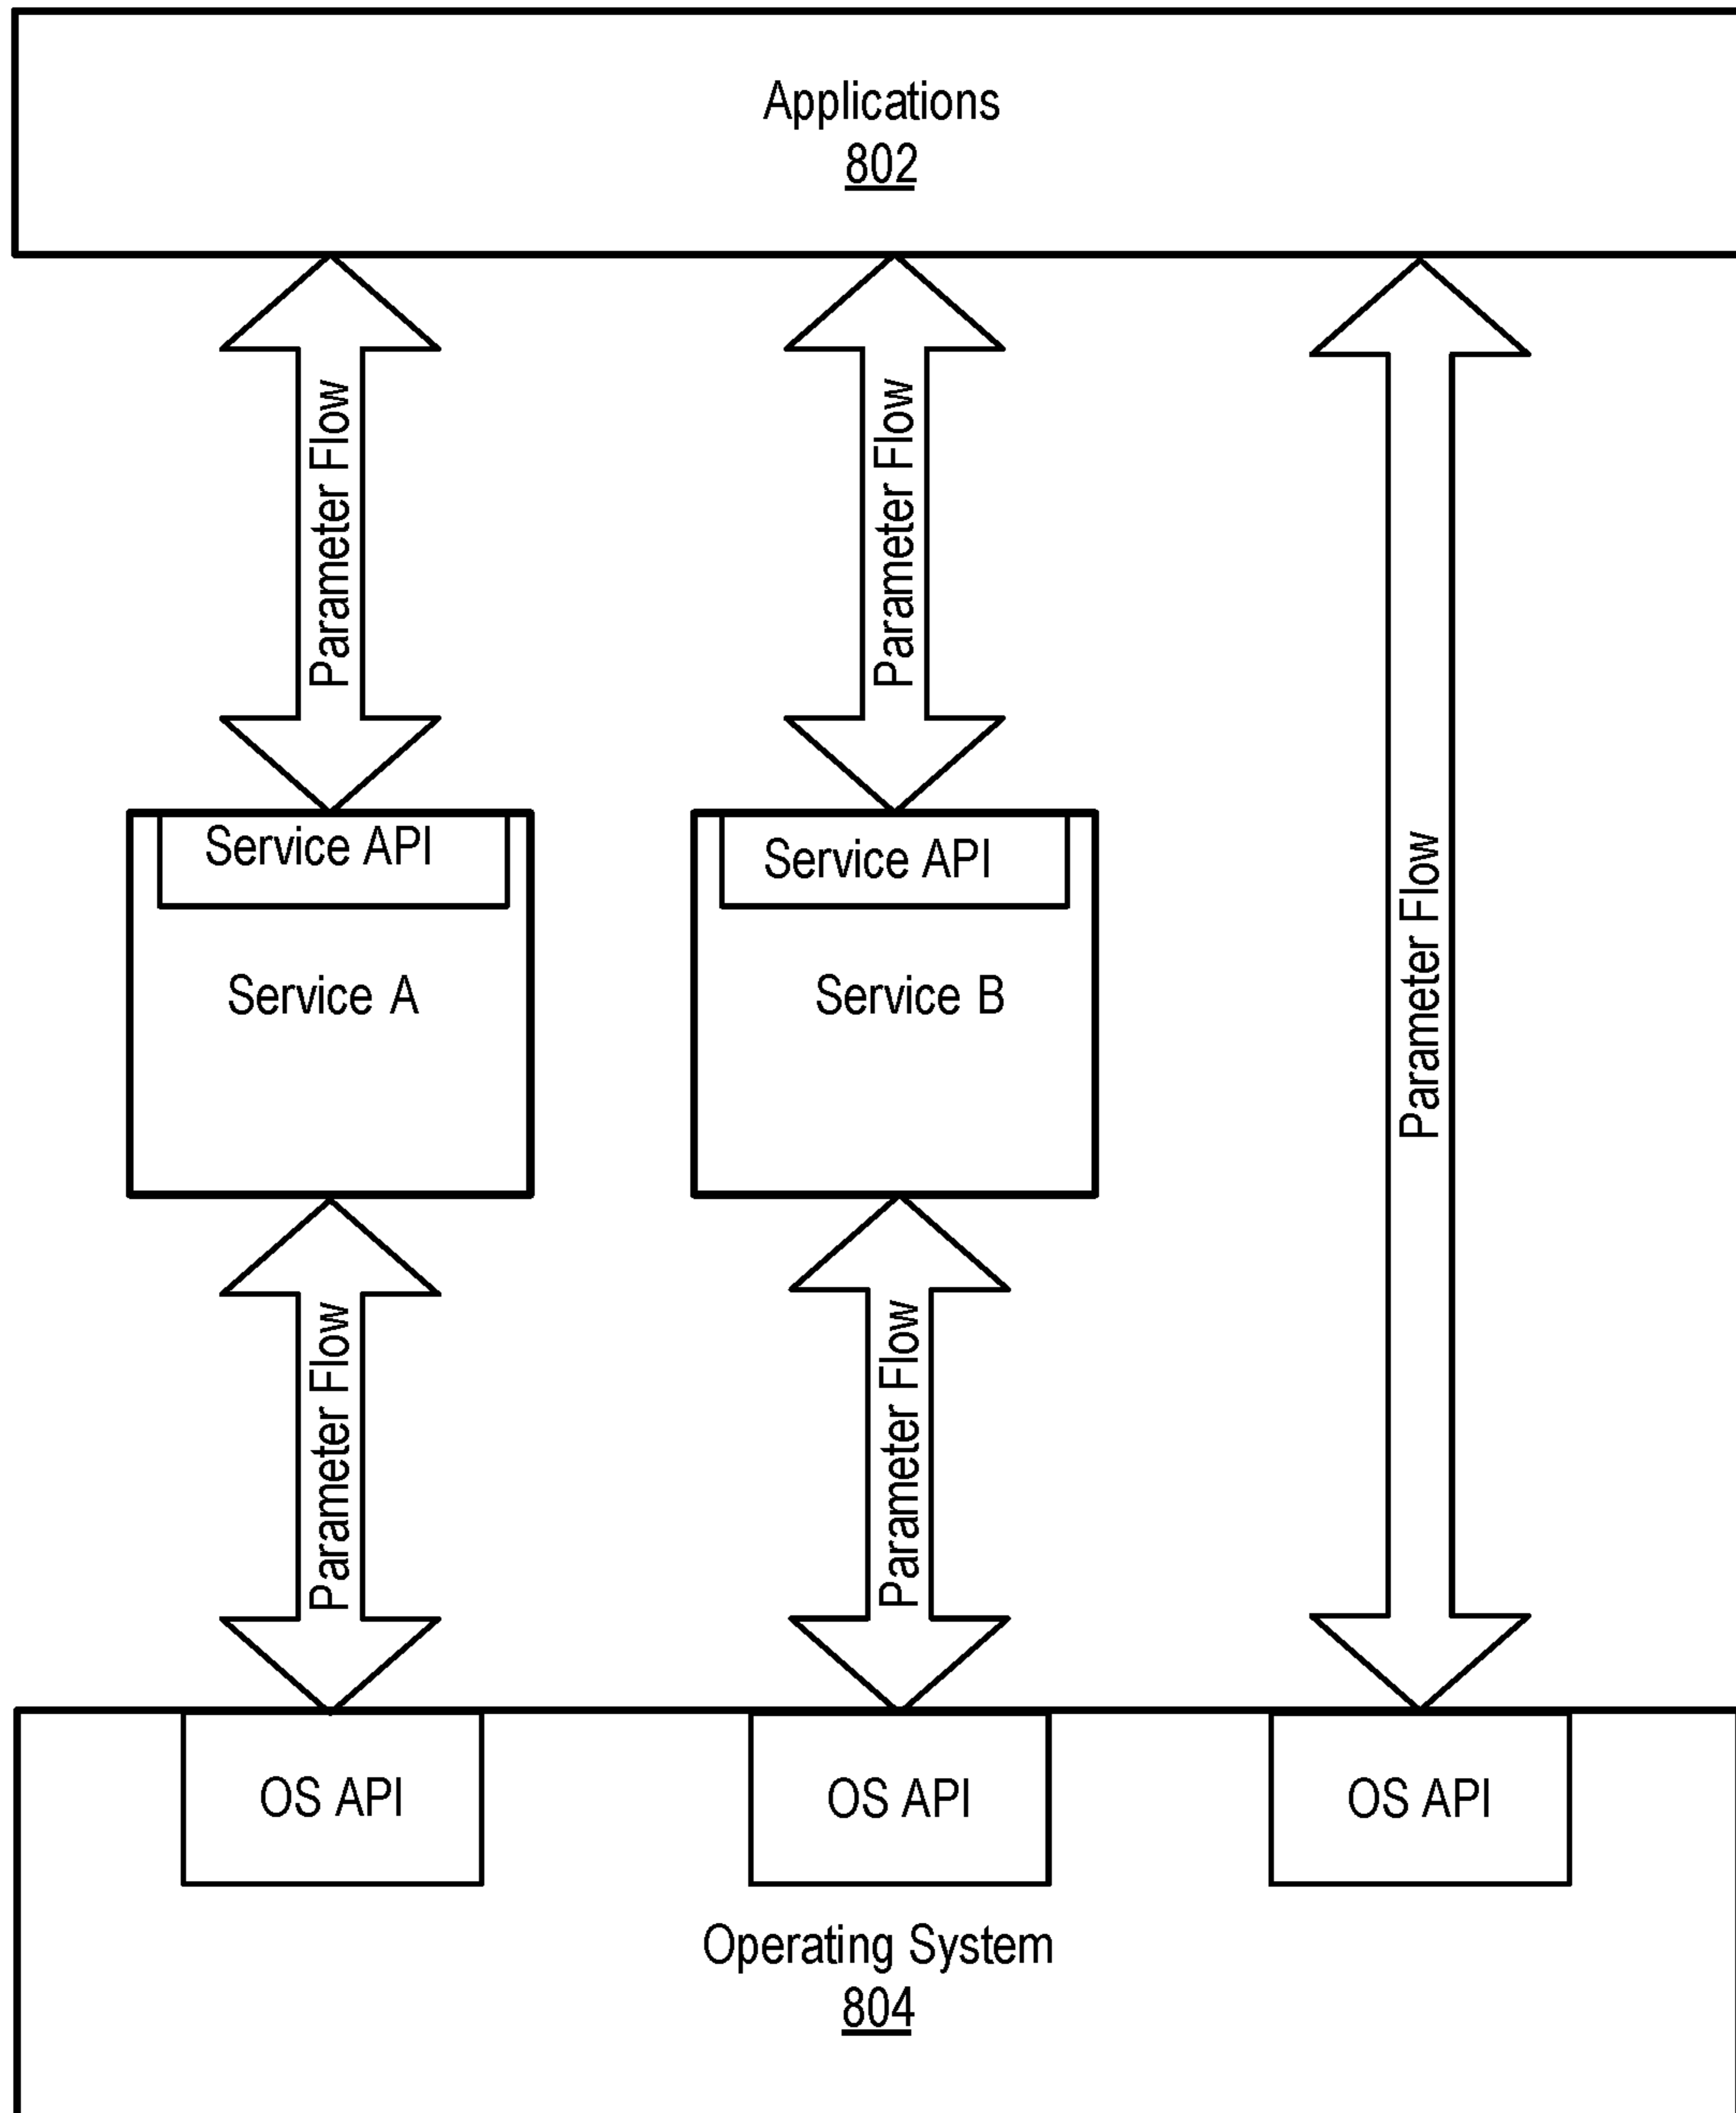 Applications
802
Parameter Flow
Parameter Flow
Parameter Flow
Service API
Service API
Service A
Service B
Parameter Flow
Parameter Flow
OS API
OS API
OS API
Operating System
804